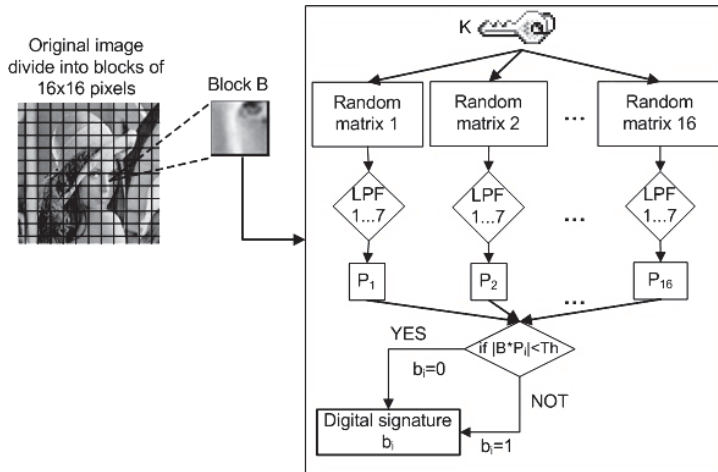 Original image
divide into blocks of
16x16 pixels
Block B
K
Random
matrix 1
Random
matrix 2
...
Random
matrix 16
LPF
1...7
LPF
1...7
...
LPF
1...7
P₁
P₂
...
P₁₆
if |B*Pᵢ|<Th
YES
bᵢ=0
NOT
bᵢ=1
Digital signature
bᵢ